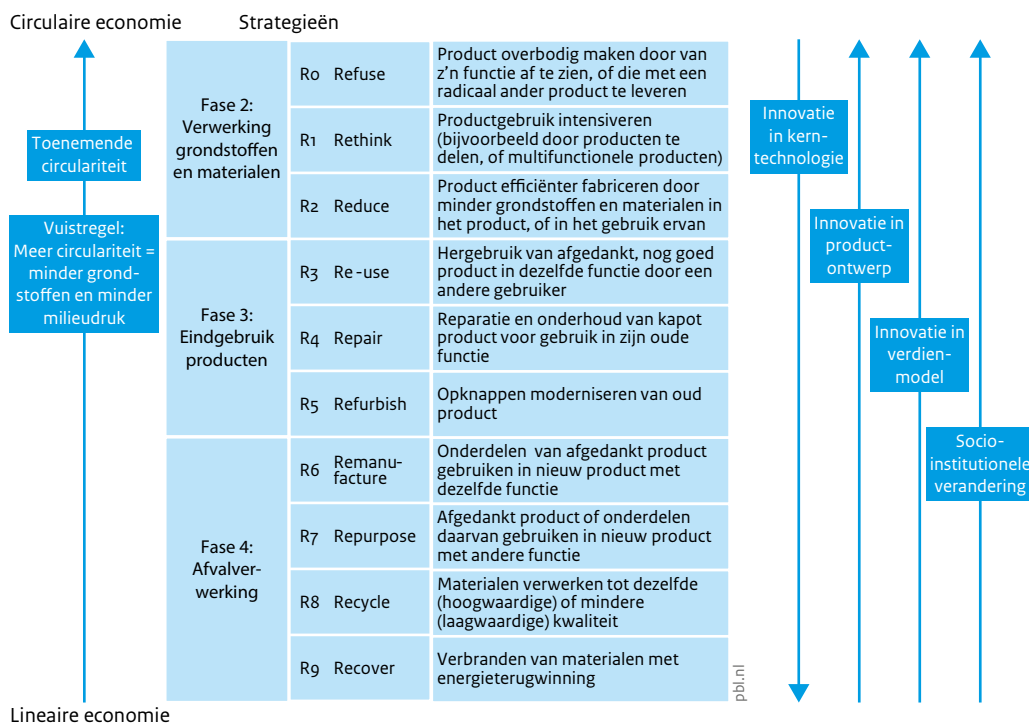 Circulaire economie
Strategieën
Toenemende
circulariteit
Vuistregel:
Meer circulariteit =
minder grond-
stoffen en minder
milieudruk
Lineaire economie
Fase 2:
Verwerking
grondstoffen
en materialen
R0 Refuse
Product overbodig maken door van
z’n functie af te zien, of die met een
radicaal ander product te leveren
R1 Rethink
Productgebruik intensiveren
(bijvoorbeeld door producten te
delen, of multifunctionele producten)
R2 Reduce
Product efficiënter fabriceren door
minder grondstoffen en materialen in
het product, of in het gebruik ervan
Fase 3:
Eindgebruik
producten
R3 Re-use
Hergebruik van afgedankt, nog goed
product in dezelfde functie door een
andere gebruiker
R4 Repair
Reparatie en onderhoud van kapot
product voor gebruik in zijn oude
functie
R5 Refurbish
Opknappen moderniseren van oud
product
Fase 4:
Afvalver-
werking
R6 Remanu-
facture
Onderdelen van afgedankt product
gebruiken in nieuw product met
dezelfde functie
R7 Repurpose
Afgedankt product of onderdelen
daarvan gebruiken in nieuw product
met andere functie
R8 Recycle
Materialen verwerken tot dezelfde
(hoogwaardige) of mindere
(laagwaardige) kwaliteit
R9 Recover
Verbranden van materialen met
energieterugwinning
pbl.nl
Innovatie
in kern-
technologie
Innovatie in
product-
ontwerp
Innovatie in
verdien-
model
Socio-
institutionele
verandering